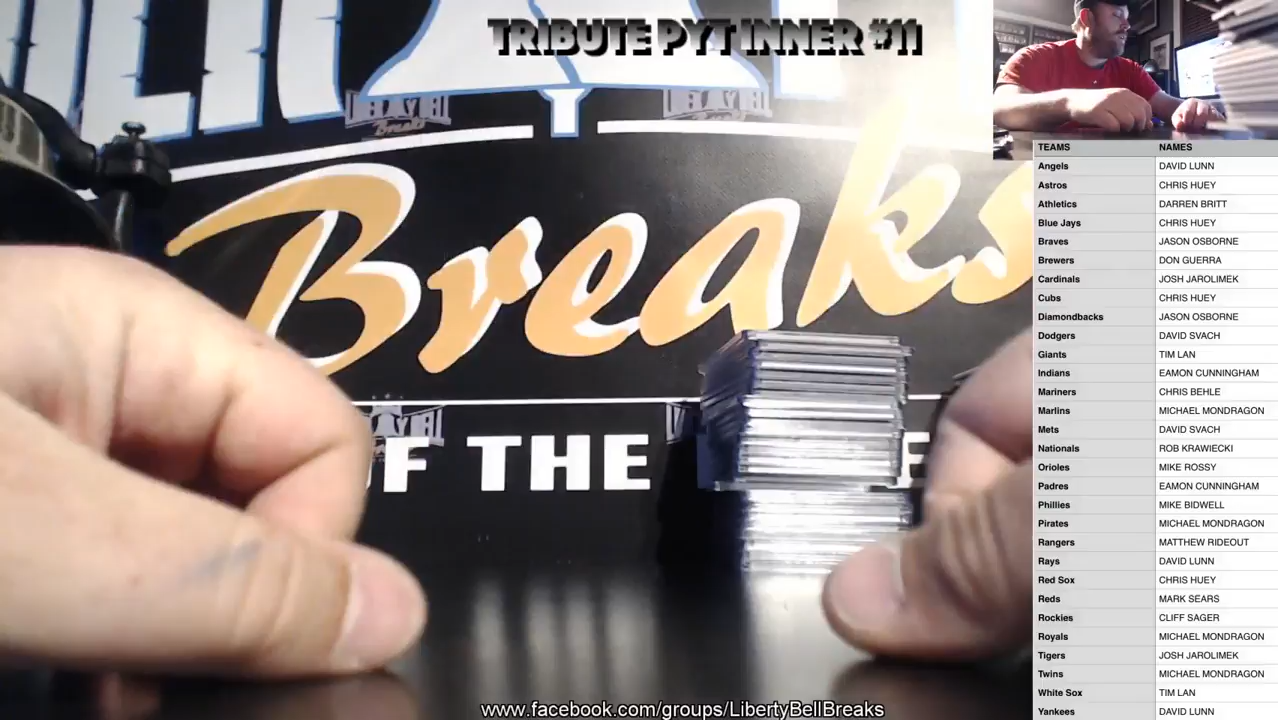 TRIBUTE PYT INNER #11
Breaks
OF THE
www.facebook.com/groups/LibertyBellBreaks
TEAMS NAMES
Angels DAVID LUNN
Astros CHRIS HUEY
Athletics DARREN BRITT
Blue Jays CHRIS HUEY
Braves JASON OSBORNE
Brewers DON GUERRA
Cardinals JOSH JAROLIMEK
Cubs CHRIS HUEY
Diamondbacks JASON OSBORNE
Dodgers DAVID SVACH
Giants TIM LAN
Indians EAMON CUNNINGHAM
Mariners CHRIS BEHLE
Marlins MICHAEL MONDRAGON
Mets DAVID SVACH
Nationals ROB KRAWIECKI
Orioles MIKE ROSSY
Padres EAMON CUNNINGHAM
Phillies MIKE BIDWELL
Pirates MICHAEL MONDRAGON
Rangers MATTHEW RIDEOUT
Rays DAVID LUNN
Red Sox CHRIS HUEY
Reds MARK SEARS
Rockies CLIFF SAGER
Royals MICHAEL MONDRAGON
Tigers JOSH JAROLIMEK
Twins MICHAEL MONDRAGON
White Sox TIM LAN
Yankees DAVID LUNN